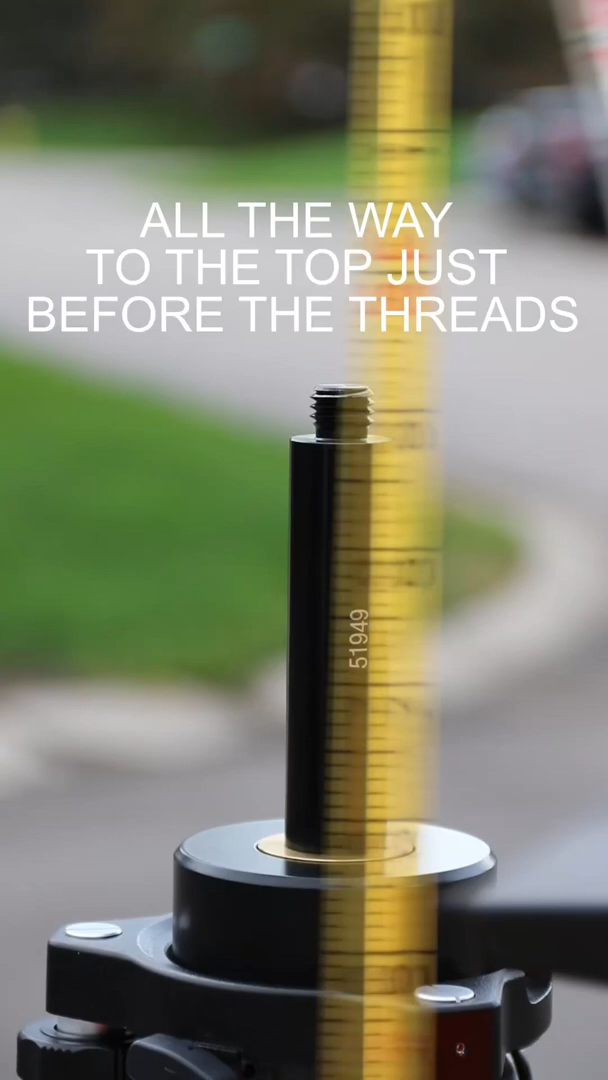 ALL THE WAY
TO THE TOP JUST
BEFORE THE THREADS
51949